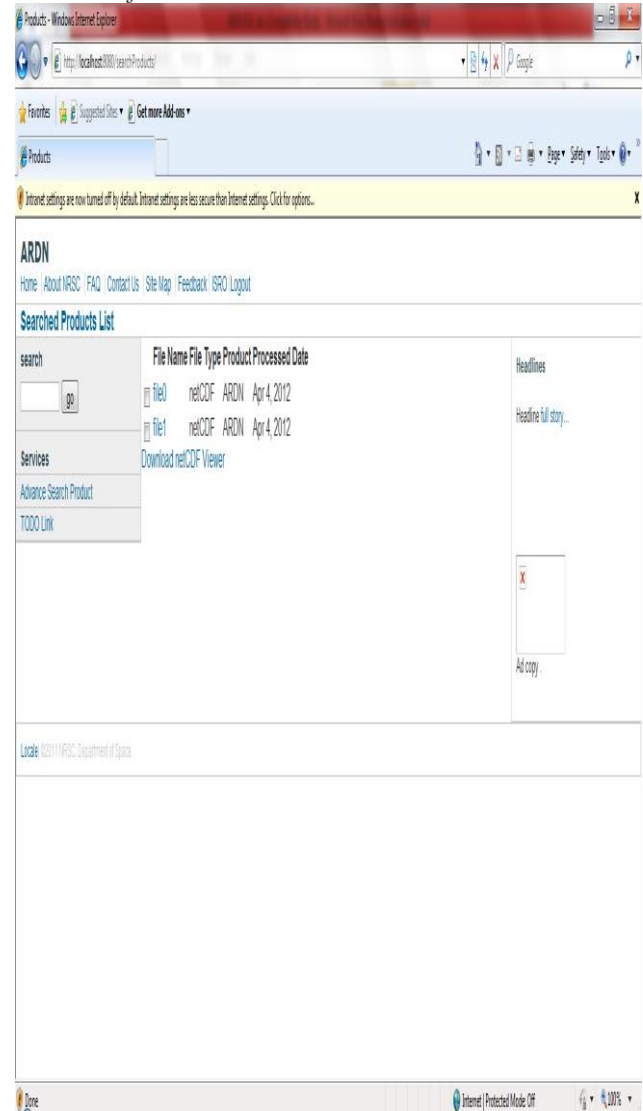 Products - Windows Internet Explorer
http://localhost:8080/searchProducts/
Google
Favorites Suggested Sites Get more Add-ons
Products
Page Safety Tools
Intranet settings are now turned off by default. Intranet settings are less secure than Internet settings. Click for options...
X
ARDN
Home | About NRSC | FAQ | Contact Us | Site Map | Feedback | ISRO | Logout
Searched Products List
search
go
Services
Advance Search Product
TODO Link
File Name File Type Product Processed Date
file0 netCDF ARDN Apr 4, 2012
file1 netCDF ARDN Apr 4, 2012
Download netCDF Viewer
Headlines
Headline full story...
Ad copy .
Locale ©2011 NRSC, Department of Space
Done
Internet | Protected Mode: Off
100%